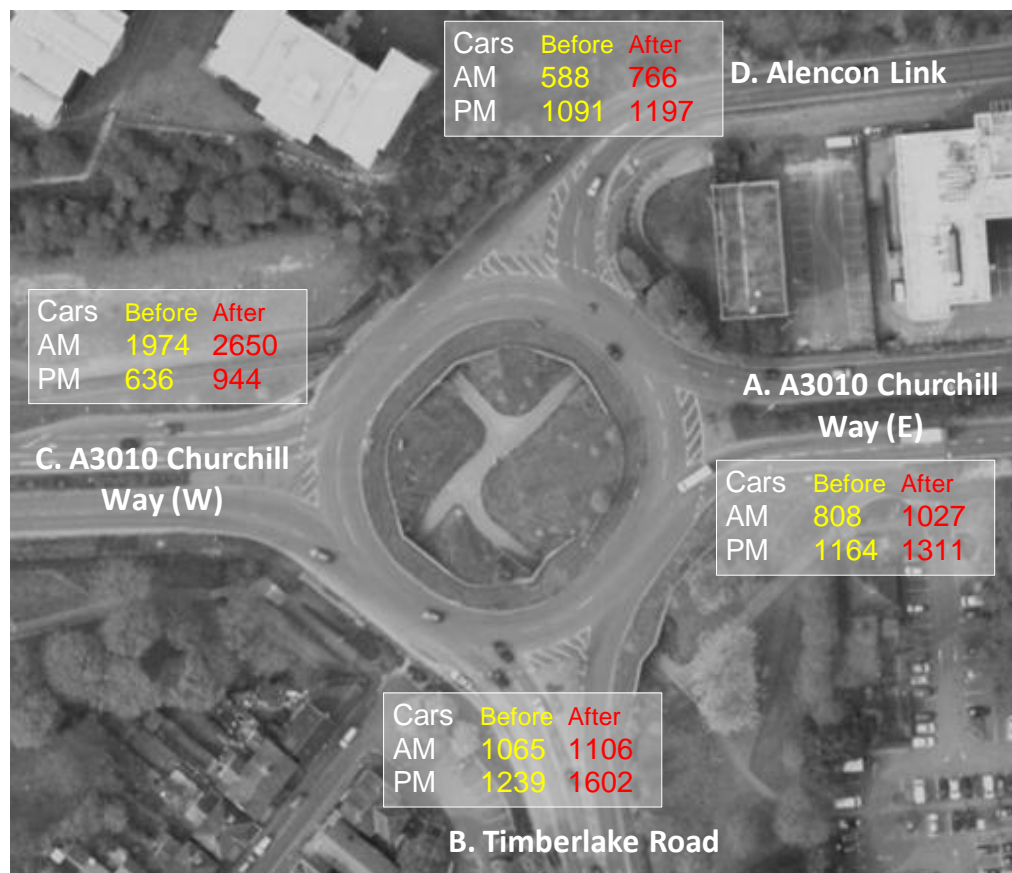 Cars Before After
AM 588 766
PM 1091 1197
D. Alencon Link
Cars Before After
AM 1974 2650
PM 636 944
C. A3010 Churchill
Way (W)
A. A3010 Churchill
Way (E)
Cars Before After
AM 808 1027
PM 1164 1311
Cars Before After
AM 1065 1106
PM 1239 1602
B. Timberlake Road